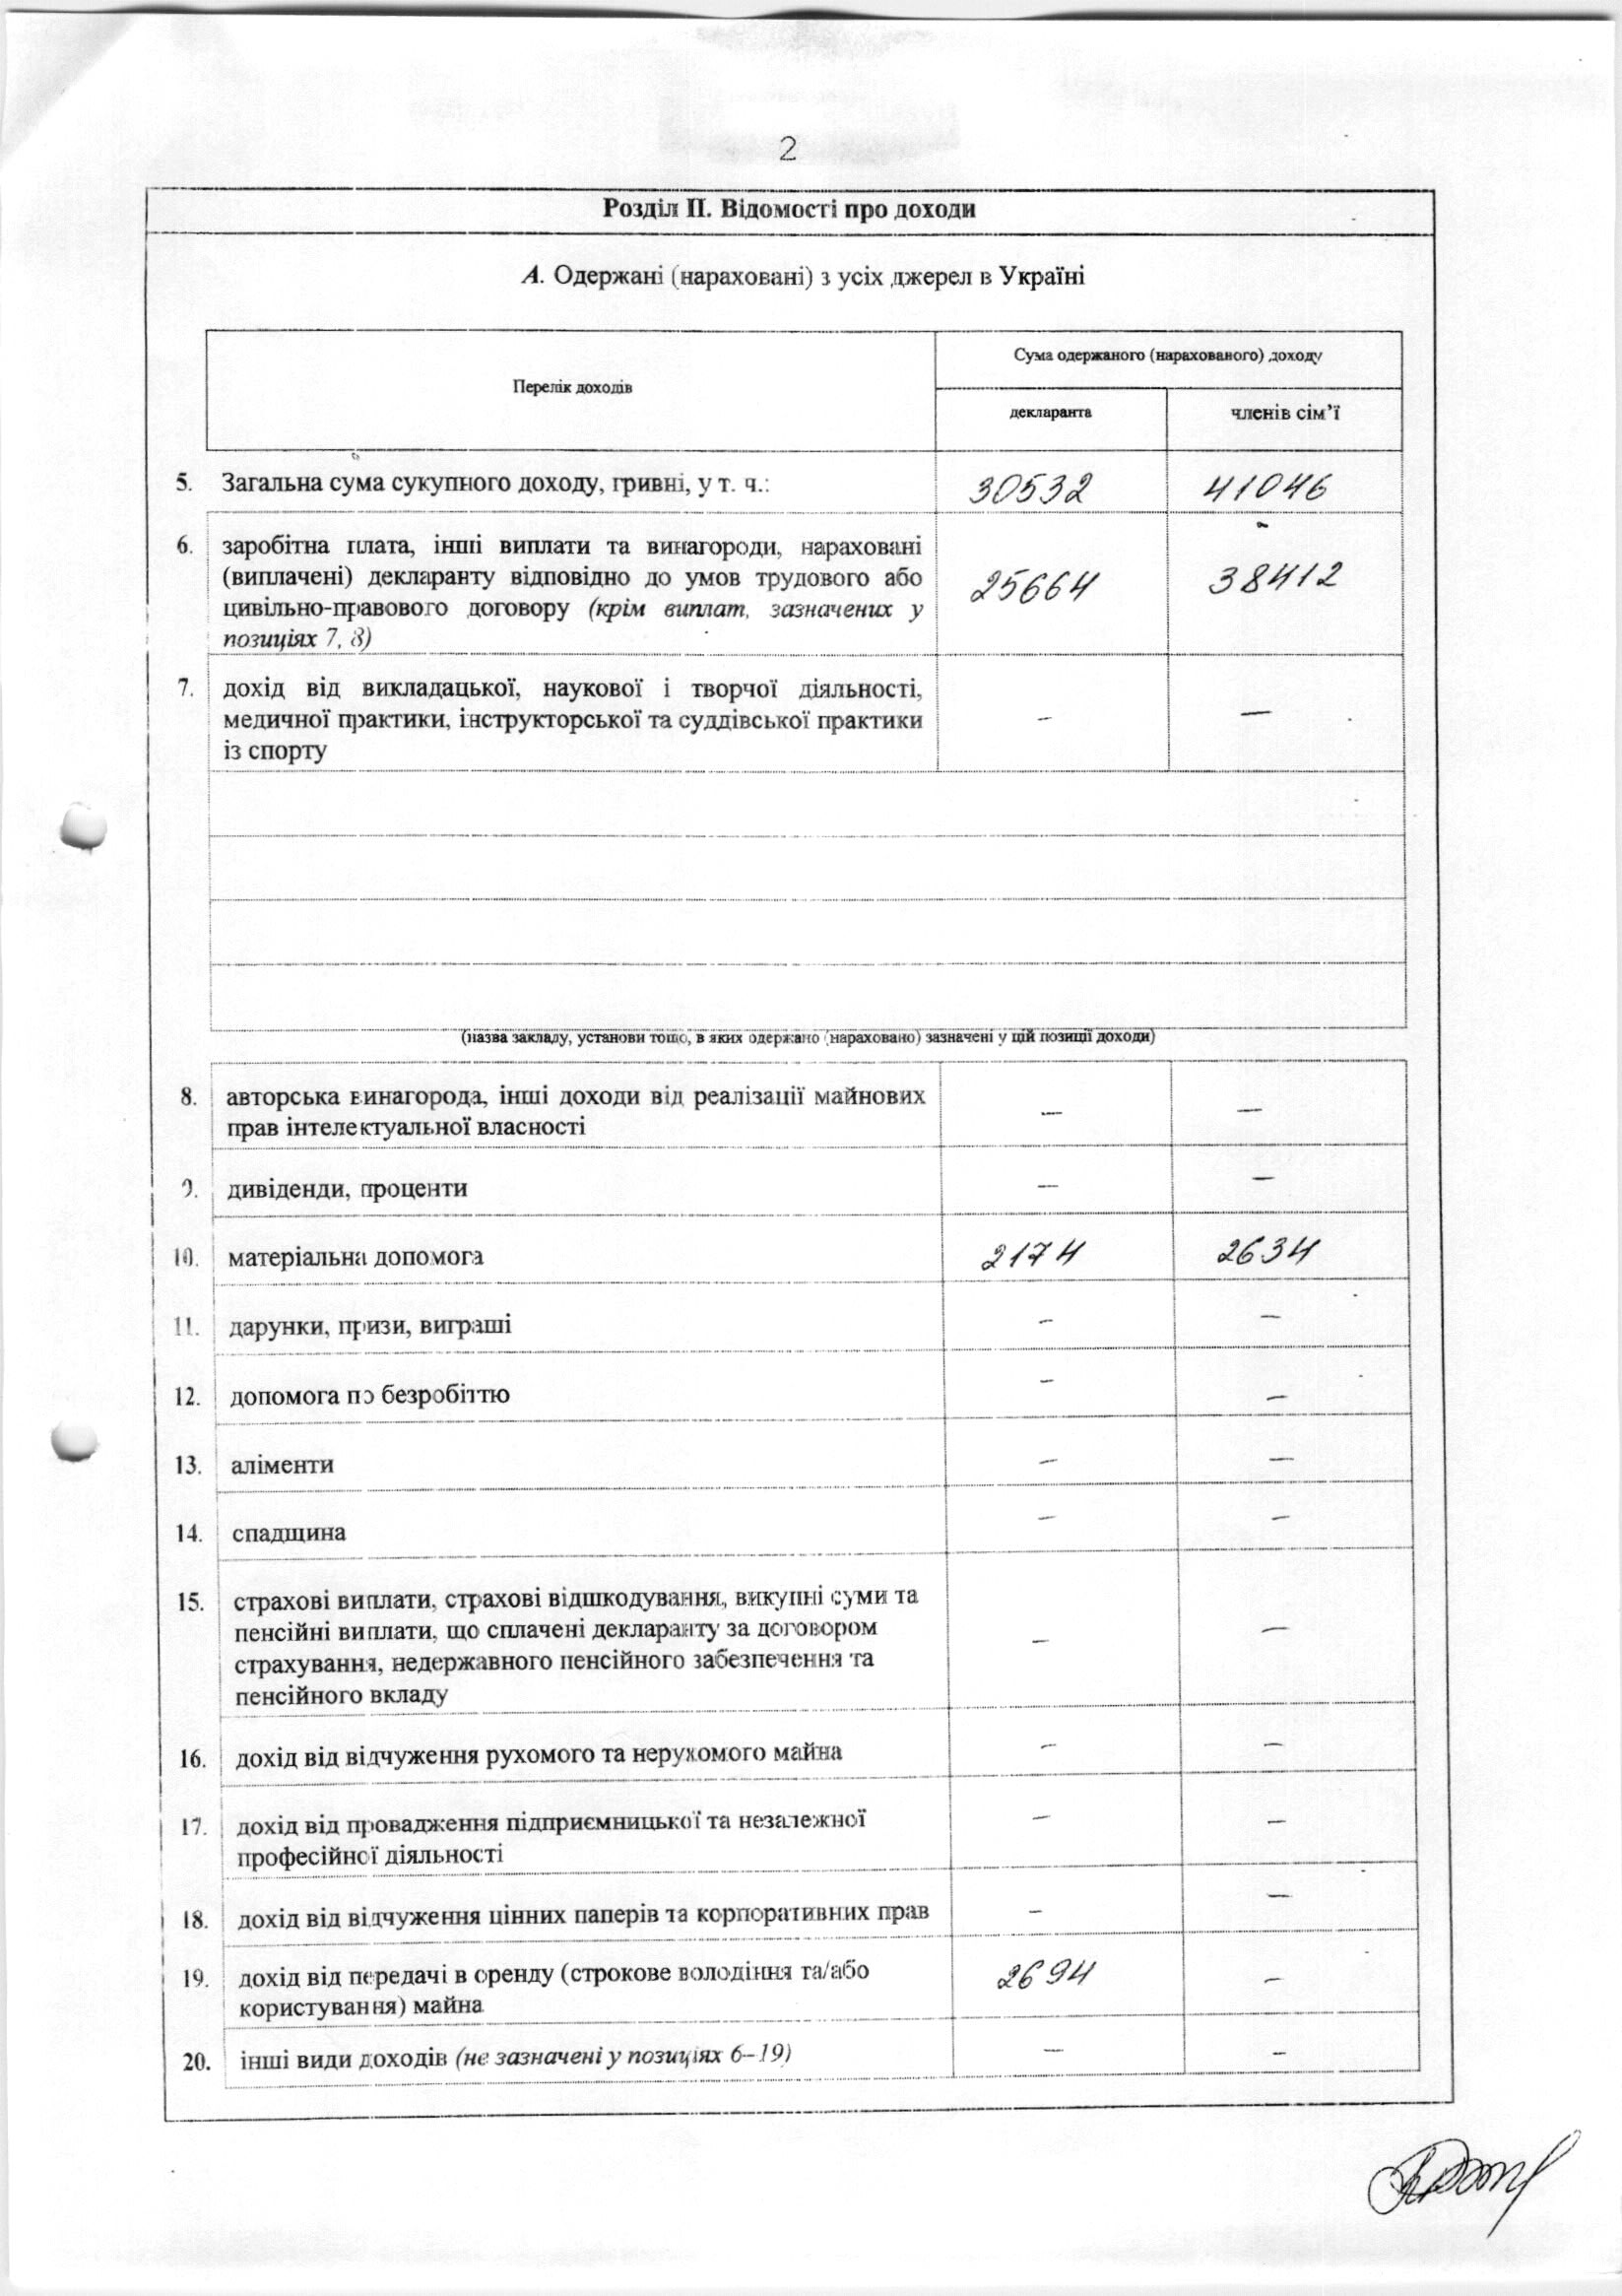 2
Розділ II. Відомості про доходи
А. Одержані (нараховані) з усіх джерел в Україні
Перелік доходів
Сума одержаного (нарахованого) доходу
декларанта
членів сім’ї
5. Загальна сума сукупного доходу, гривні, у т. ч.: 30532 41046
6. заробітна плата, інші виплати та винагороди, нараховані
(виплачені) декларанту відповідно до умов трудового або 25664 38412
цивільно-правового договору (крім виплат, зазначених у
позиціях 7, 8)
7. дохід від викладацької, наукової і творчої діяльності,
медичної практики, інструкторської та суддівської практики – –
із спорту
(назва закладу, установи тощо, в яких одержано (нараховано) зазначені у цій позиції доходи)
8. авторська винагорода, інші доходи від реалізації майнових – –
прав інтелектуальної власності
9. дивіденди, проценти – –
10. матеріальна допомога 2174 2634
11. дарунки, призи, виграші – –
12. допомога по безробіттю – –
13. аліменти – –
14. спадщина – –
15. страхові виплати, страхові відшкодування, викупні суми та
пенсійні виплати, що сплачені декларанту за договором – –
страхування, недержавного пенсійного забезпечення та
пенсійного вкладу
16. дохід від відчуження рухомого та нерухомого майна – –
17. дохід від провадження підприємницької та незалежної – –
професійної діяльності
18. дохід від відчуження цінних паперів та корпоративних прав – –
19. дохід від передачі в оренду (строкове володіння та/або 2694 –
користування) майна
20. інші види доходів (не зазначені у позиціях 6–19) – –